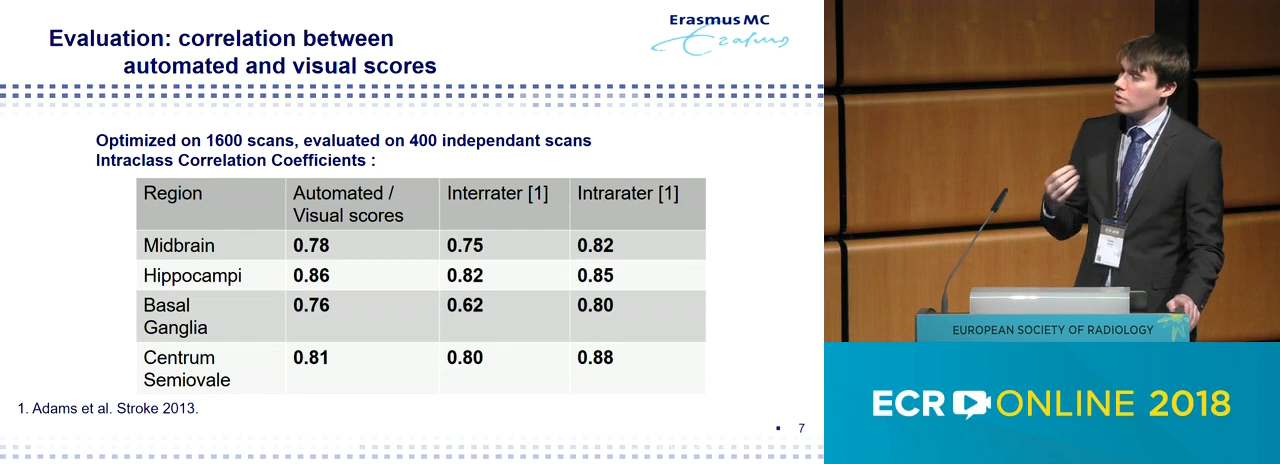 Evaluation: correlation between
automated and visual scores
Erasmus MC
Erasmus
Optimized on 1600 scans, evaluated on 400 independant scans
Intraclass Correlation Coefficients :
Region Automated / Visual scores Interrater [1] Intrarater [1]
Midbrain 0.78 0.75 0.82
Hippocampi 0.86 0.82 0.85
Basal Ganglia 0.76 0.62 0.80
Centrum Semiovale 0.81 0.80 0.88
1. Adams et al. Stroke 2013.
7
EUROPEAN SOCIETY OF RADIOLOGY
ECR ONLINE 2018